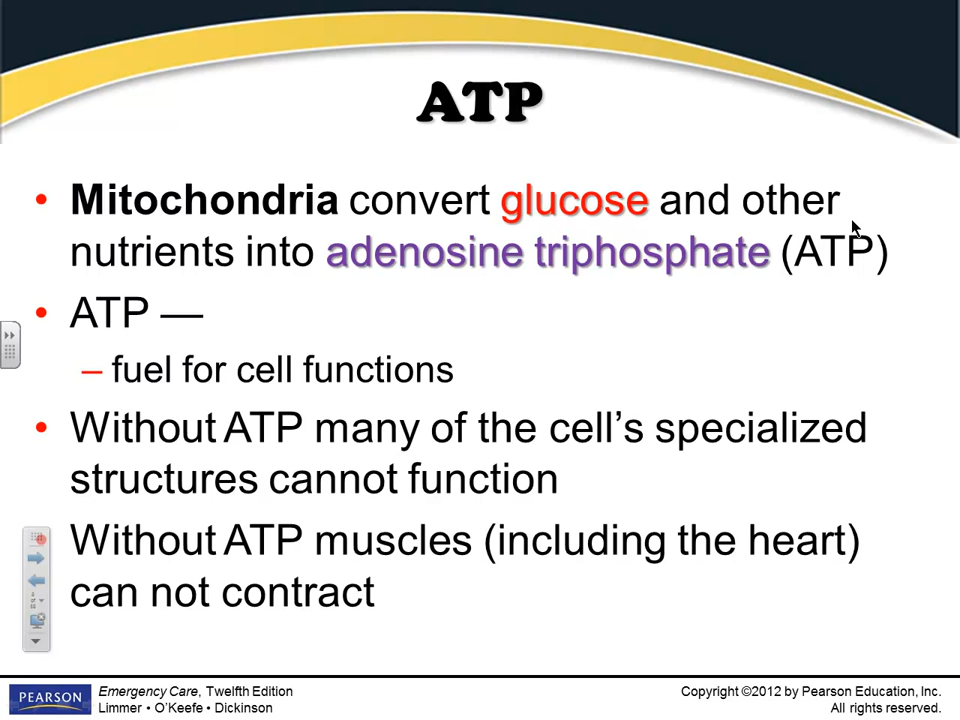 ATP
• Mitochondria convert glucose and other
nutrients into adenosine triphosphate (ATP)
• ATP —
– fuel for cell functions
• Without ATP many of the cell’s specialized
structures cannot function
Without ATP muscles (including the heart)
can not contract
PEARSON
Emergency Care, Twelfth Edition
Limmer • O’Keefe • Dickinson
Copyright ©2012 by Pearson Education, Inc.
All rights reserved.